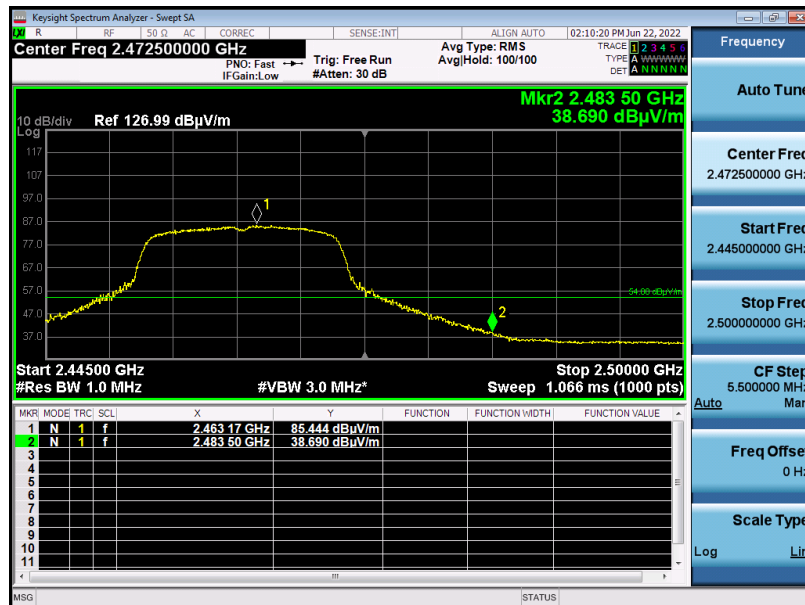 Keysight Spectrum Analyzer - Swept SA
LXI R RF 50 Ω AC CORREC SENSE:INT ALIGN AUTO 02:10:20 PM Jun 22, 2022
Center Freq 2.472500000 GHz
PNO: Fast
IFGain:Low
Trig: Free Run
#Atten: 30 dB
Avg Type: RMS
Avg|Hold: 100/100
TRACE 1 2 3 4 5 6
TYPE A WWWWW
DET A N N N N N
Mkr2 2.483 50 GHz
38.690 dBµV/m
10 dB/div Ref 126.99 dBµV/m
Log
117
107
97.0
87.0
77.0
67.0
57.0
47.0
37.0
1
2
54.00 dBµV/m
Start 2.44500 GHz Stop 2.50000 GHz
#Res BW 1.0 MHz #VBW 3.0 MHz* Sweep 1.066 ms (1000 pts)
MKR MODE TRC SCL X Y FUNCTION FUNCTION WIDTH FUNCTION VALUE
1 N 1 f 2.463 17 GHz 85.444 dBµV/m
2 N 1 f 2.483 50 GHz 38.690 dBµV/m
3
4
5
6
7
8
9
10
11
MSG STATUS
Frequency
Auto Tune
Center Freq
2.472500000 GHz
Start Freq
2.445000000 GHz
Stop Freq
2.500000000 GHz
CF Step
5.500000 MHz
Auto Man
Freq Offset
0 Hz
Scale Type
Log Lin